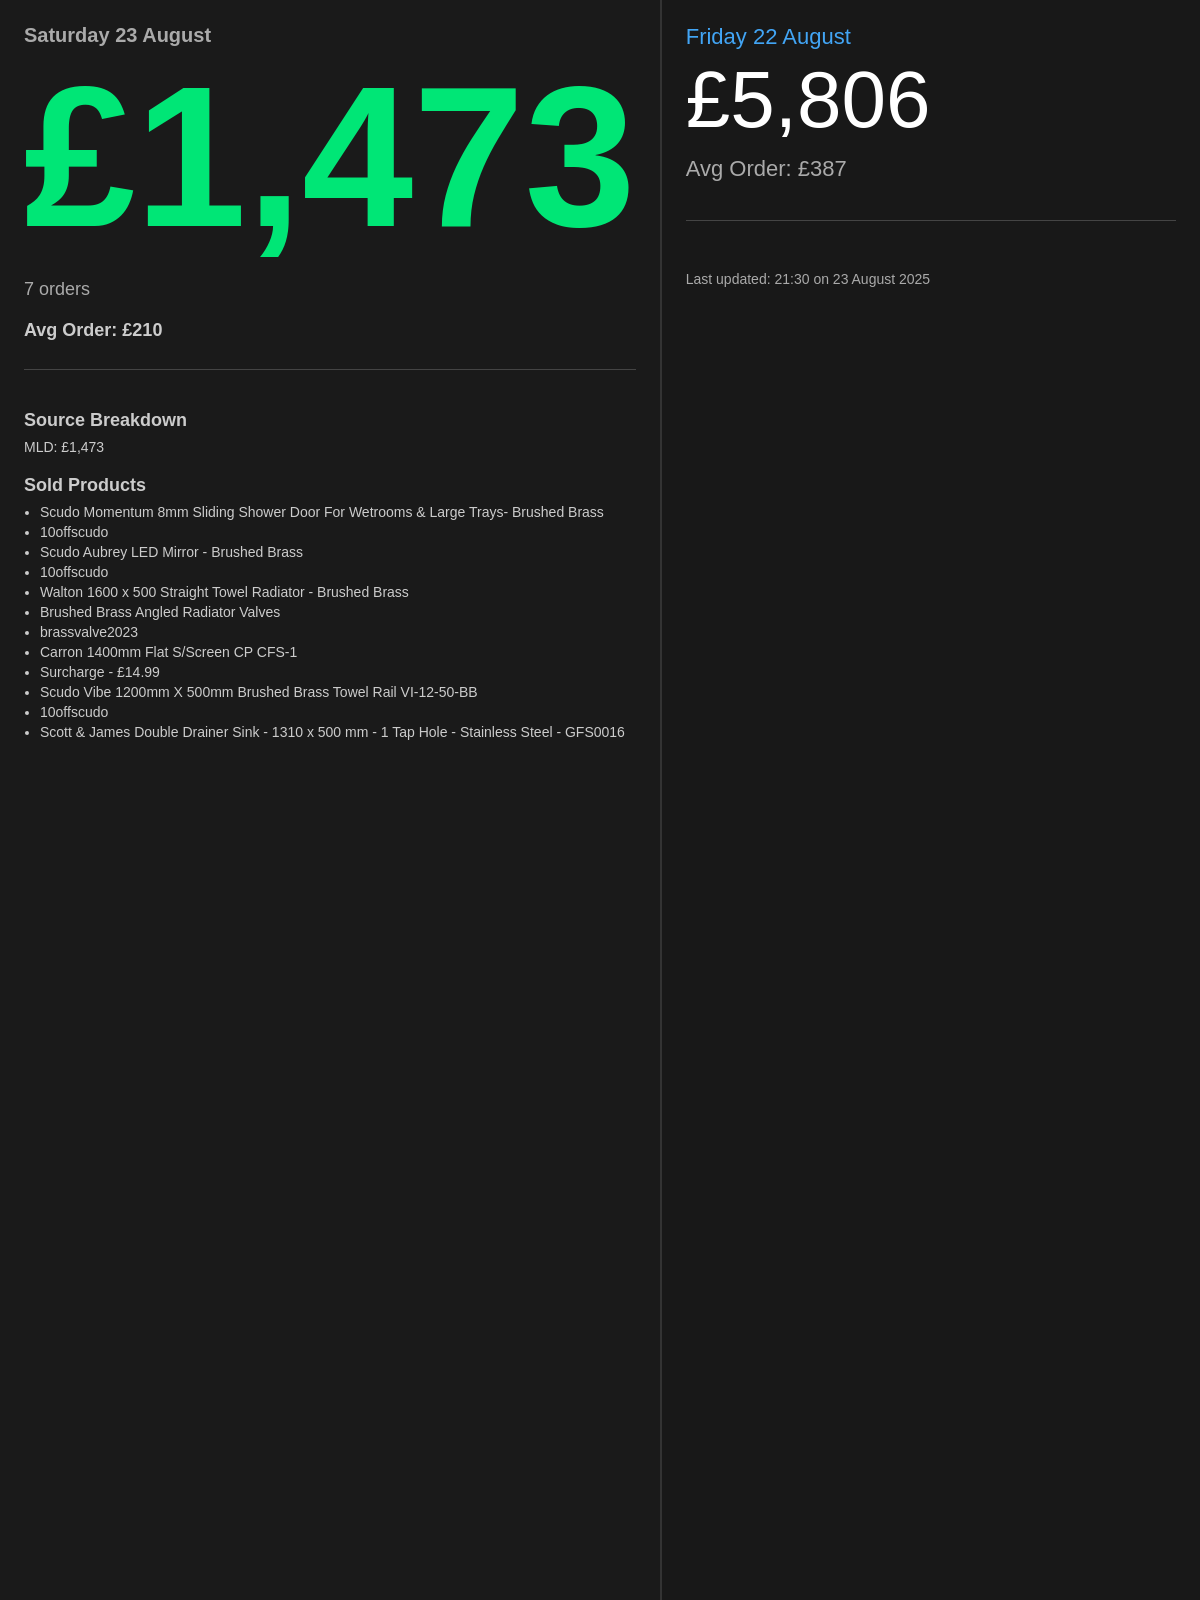 Saturday 23 August
£1,473
7 orders
Avg Order: £210
Source Breakdown
MLD: £1,473
Sold Products
• Scudo Momentum 8mm Sliding Shower Door For Wetrooms & Large Trays- Brushed Brass
• 10offscudo
• Scudo Aubrey LED Mirror - Brushed Brass
• 10offscudo
• Walton 1600 x 500 Straight Towel Radiator - Brushed Brass
• Brushed Brass Angled Radiator Valves
• brassvalve2023
• Carron 1400mm Flat S/Screen CP CFS-1
• Surcharge - £14.99
• Scudo Vibe 1200mm X 500mm Brushed Brass Towel Rail VI-12-50-BB
• 10offscudo
• Scott & James Double Drainer Sink - 1310 x 500 mm - 1 Tap Hole - Stainless Steel - GFS0016
Friday 22 August
£5,806
Avg Order: £387
Last updated: 21:30 on 23 August 2025